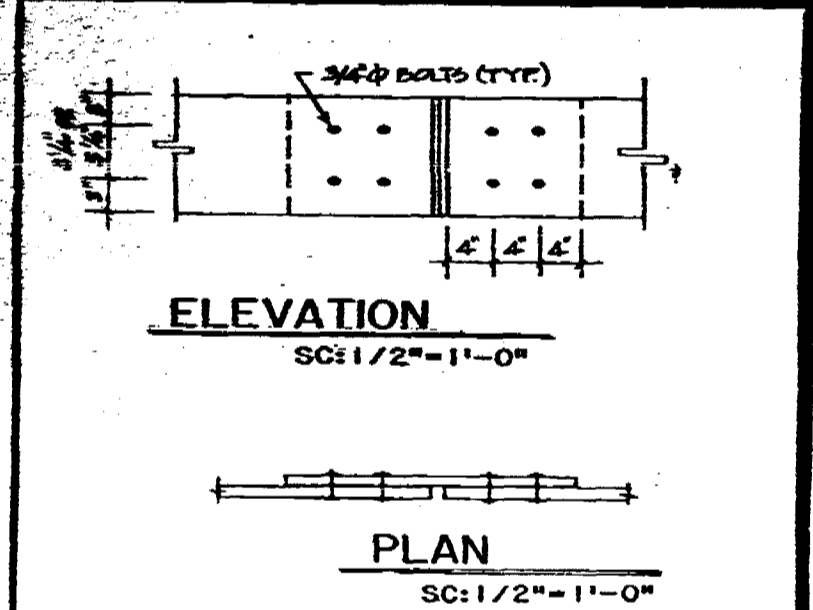 3/4"φ BOLTS (TYP.)
3"
4" 4" 4"
ELEVATION
SC: 1/2"=1'-0"
PLAN
SC: 1/2"=1'-0"